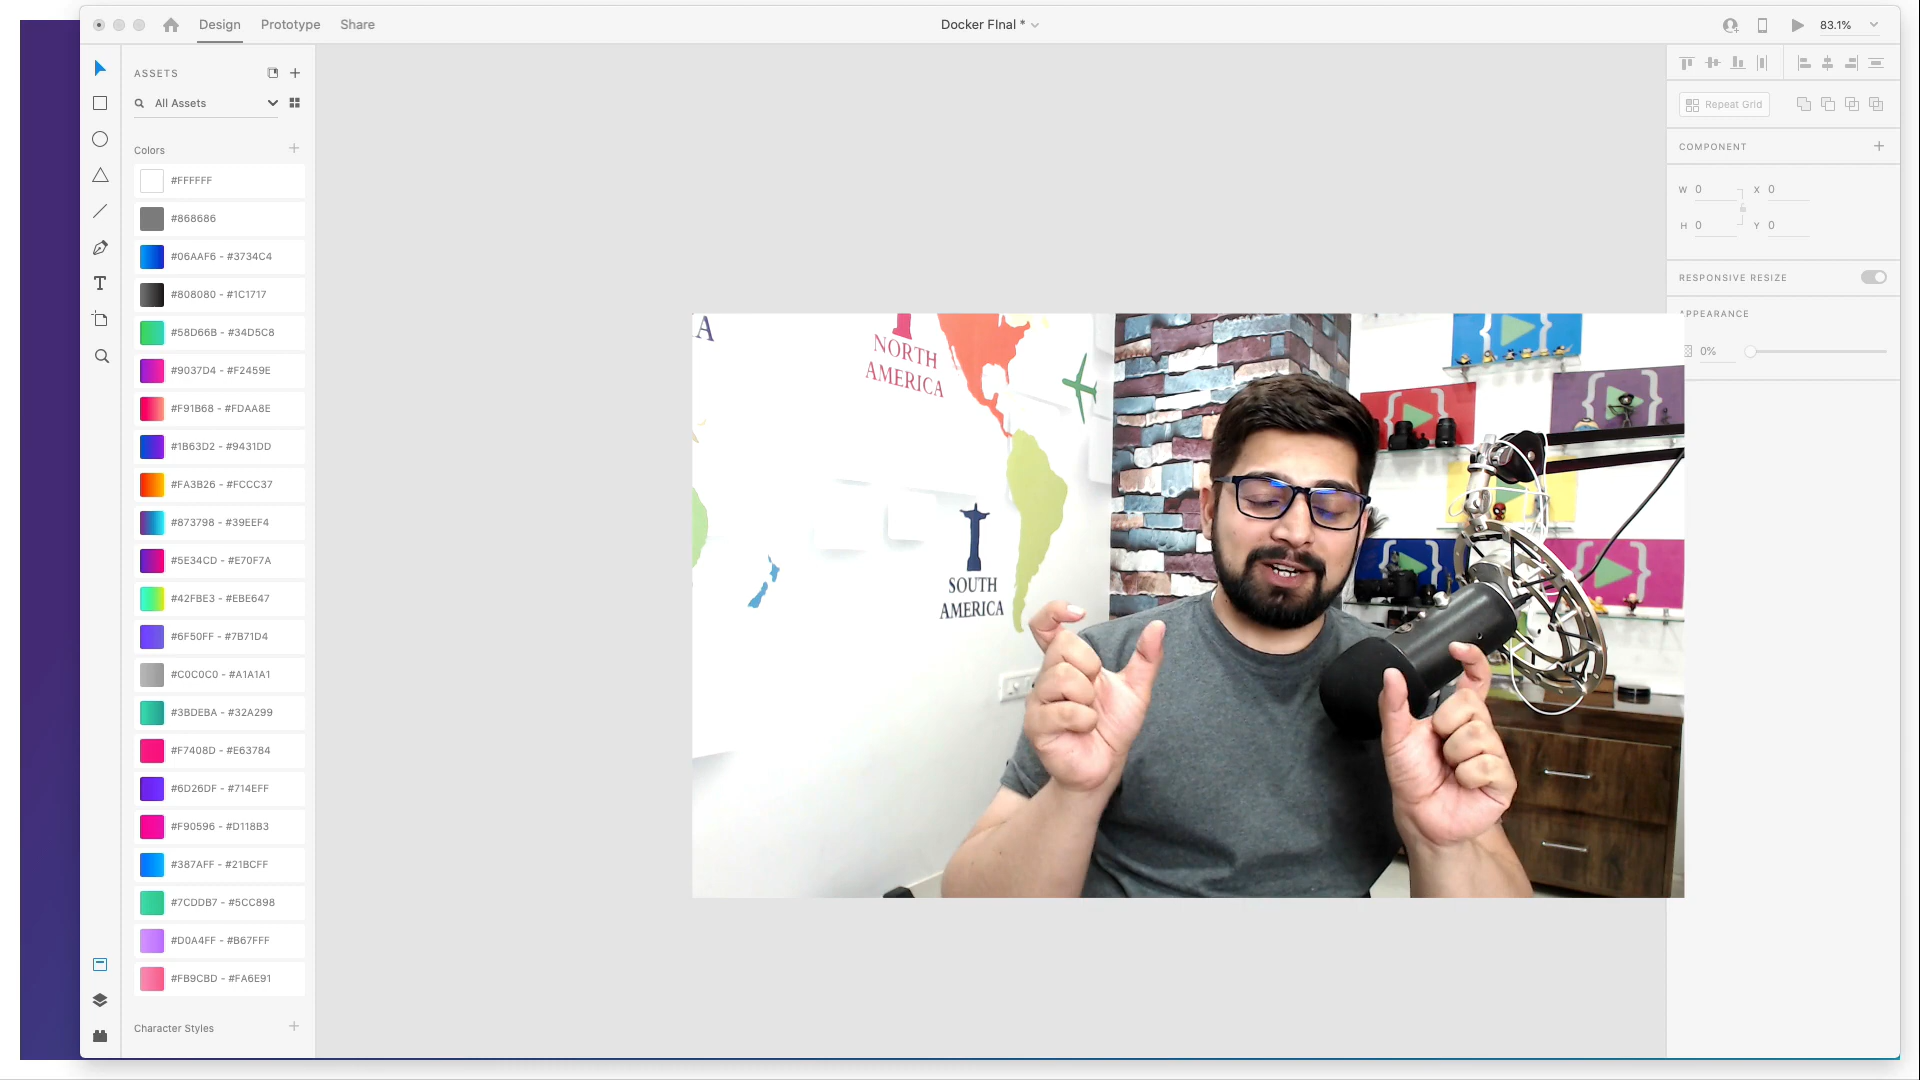 Design Prototype Share Docker FInal * 83.1%
ASSETS
All Assets
Colors
#FFFFFF
#868686
#06AAF6 - #3734C4
#808080 - #1C1717
#58D66B - #34D5C8
#9037D4 - #F2459E
#F91B68 - #FDAA8E
#1B63D2 - #9431DD
#FA3B26 - #FCCC37
#873798 - #39EEF4
#5E34CD - #E70F7A
#42FBE3 - #EBE647
#6F50FF - #7B71D4
#C0C0C0 - #A1A1A1
#3BDEBA - #32A299
#F7408D - #E63784
#6D26DF - #714EFF
#F90596 - #D118B3
#387AFF - #21BCFF
#7CDDB7 - #5CC898
#D0A4FF - #B67FFF
#FB9CBD - #FA6E91
Character Styles
A
NORTH
AMERICA
SOUTH
AMERICA
Repeat Grid
COMPONENT
W 0 X 0
H 0 Y 0
RESPONSIVE RESIZE
APPEARANCE
0%